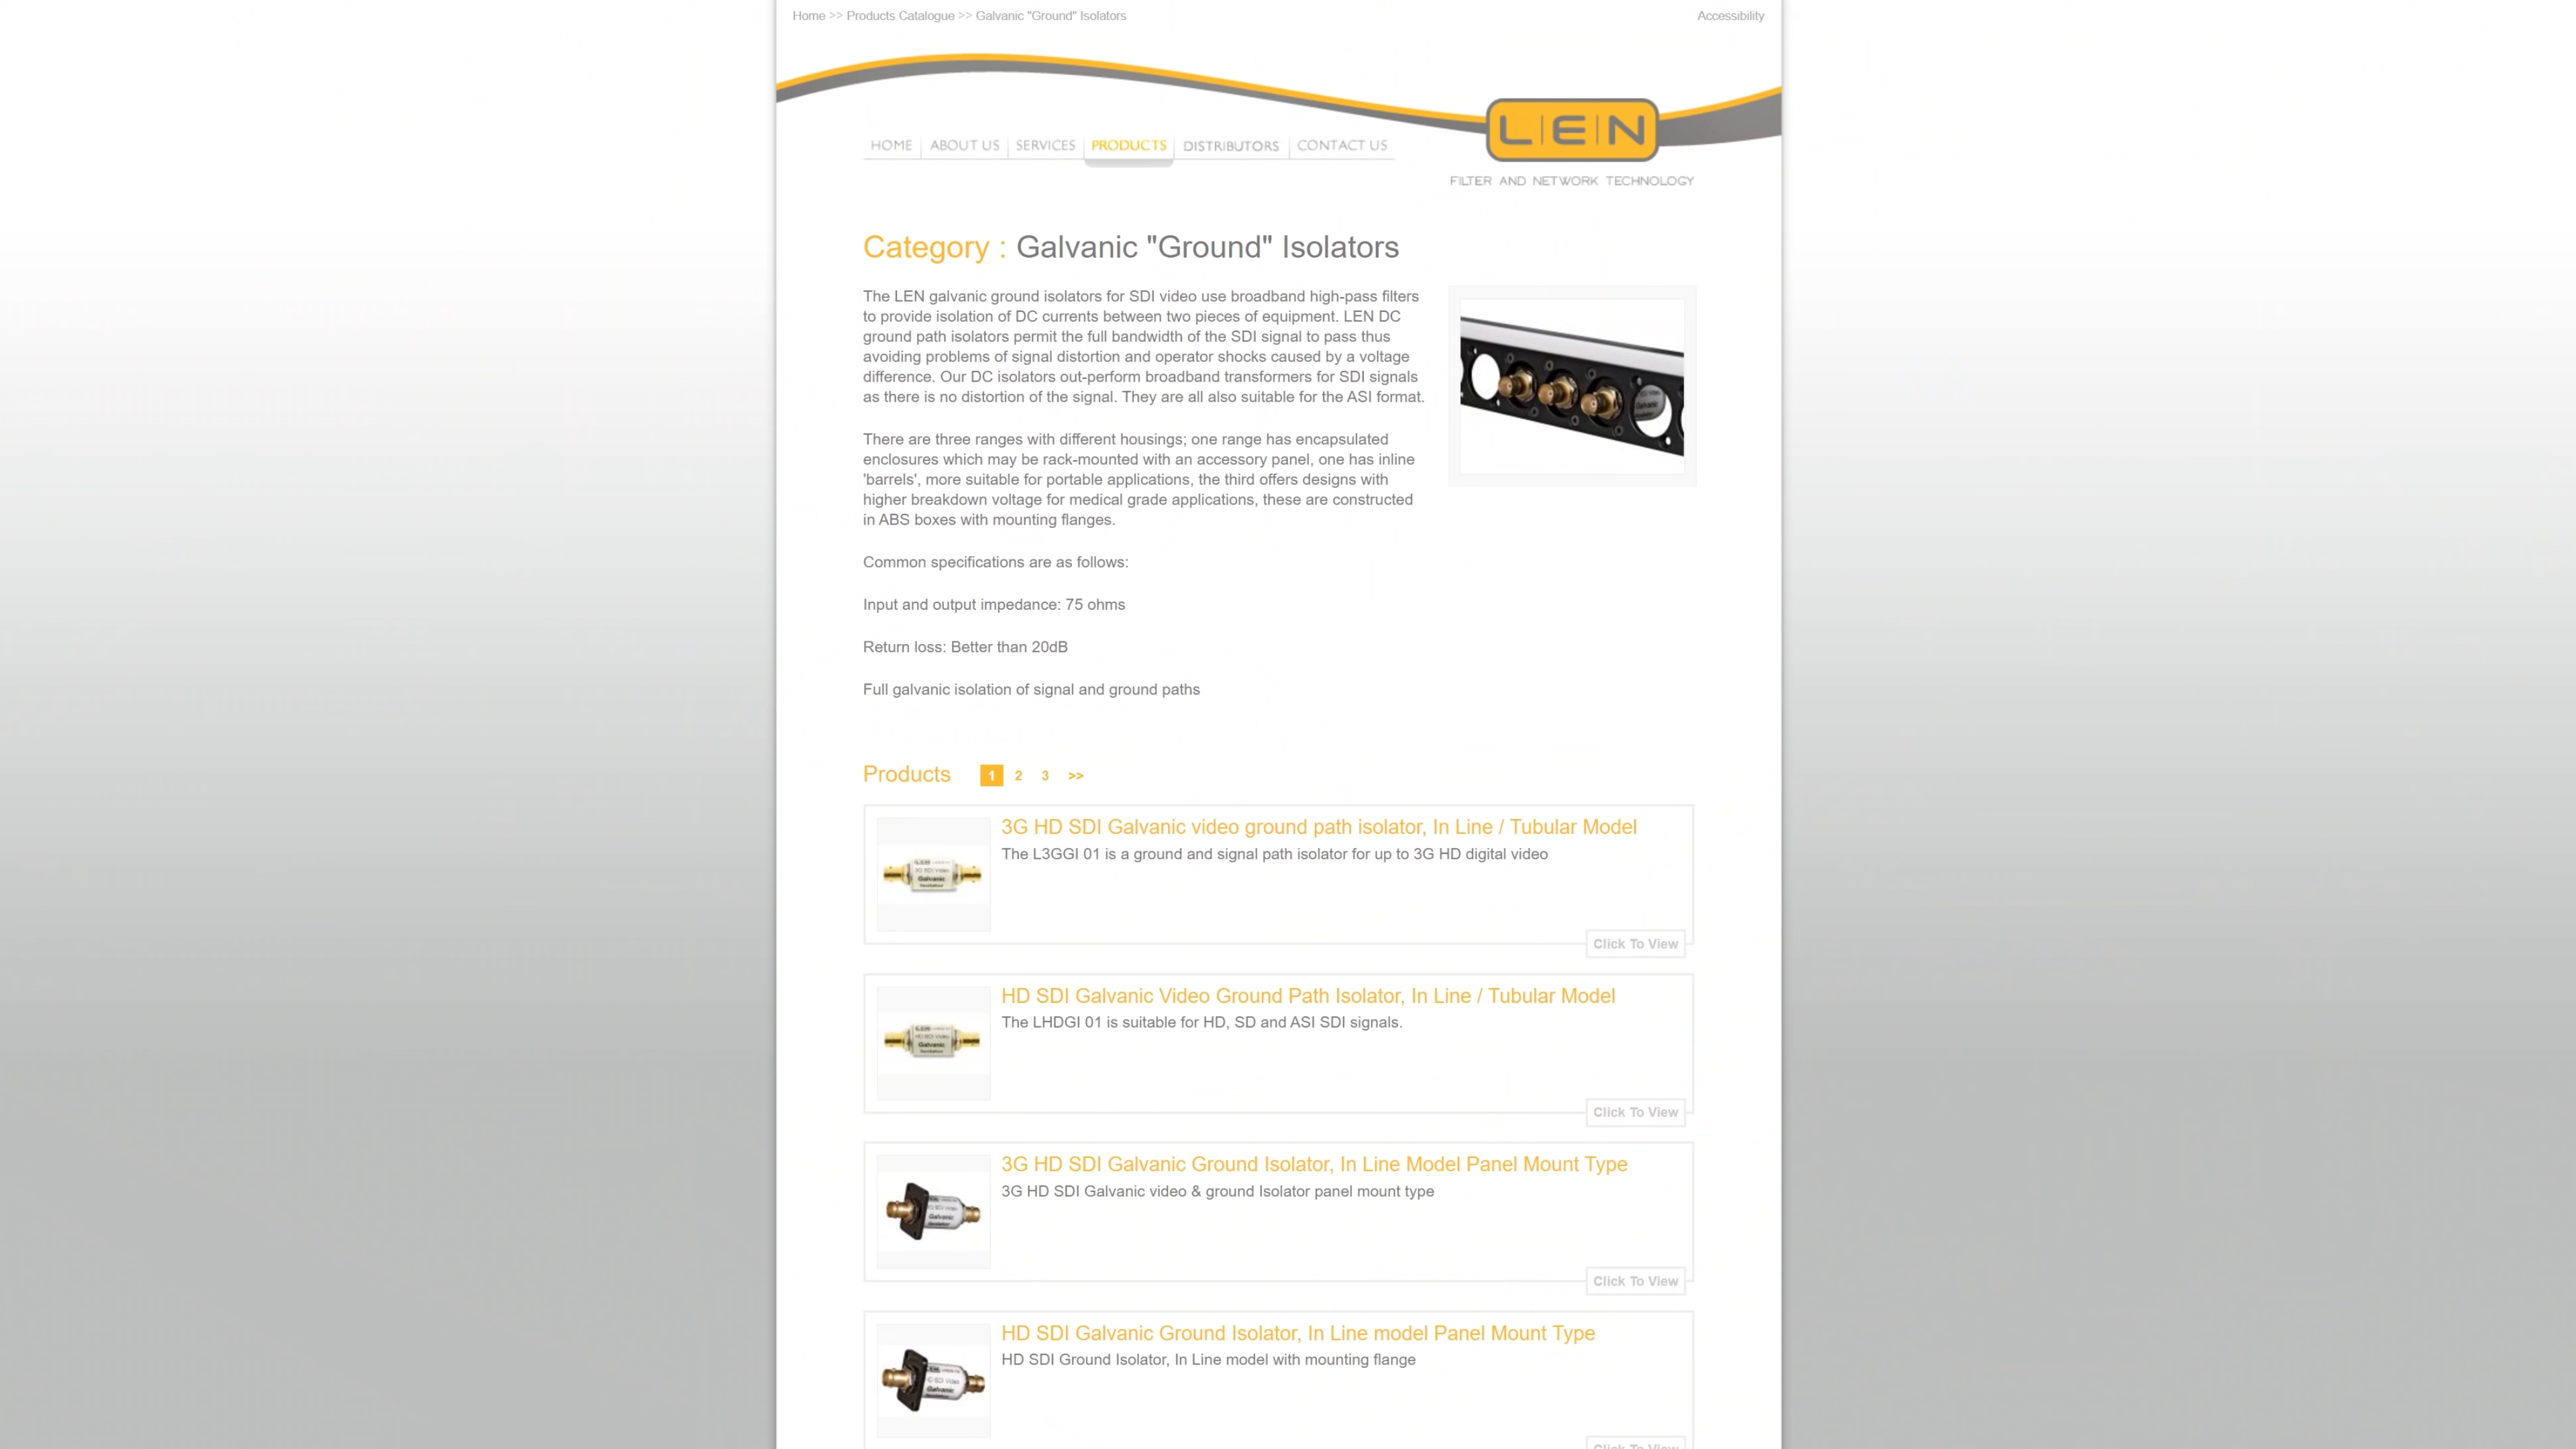 Home >> Products Catalogue >> Galvanic "Ground" Isolators
Accessibility
HOME
ABOUT US
SERVICES
PRODUCTS
DISTRIBUTORS
CONTACT US
LEN
FILTER AND NETWORK TECHNOLOGY
Category : Galvanic "Ground" Isolators
The LEN galvanic ground isolators for SDI video use broadband high-pass filters
to provide isolation of DC currents between two pieces of equipment. LEN DC
ground path isolators permit the full bandwidth of the SDI signal to pass thus
avoiding problems of signal distortion and operator shocks caused by a voltage
difference. Our DC isolators out-perform broadband transformers for SDI signals
as there is no distortion of the signal. They are all also suitable for the ASI format.
There are three ranges with different housings; one range has encapsulated
enclosures which may be rack-mounted with an accessory panel, one has inline
'barrels', more suitable for portable applications, the third offers designs with
higher breakdown voltage for medical grade applications, these are constructed
in ABS boxes with mounting flanges.
Common specifications are as follows:
Input and output impedance: 75 ohms
Return loss: Better than 20dB
Full galvanic isolation of signal and ground paths
Products 1 2 3 >>
3G HD SDI Galvanic video ground path isolator, In Line / Tubular Model
The L3GGI 01 is a ground and signal path isolator for up to 3G HD digital video
Click To View
HD SDI Galvanic Video Ground Path Isolator, In Line / Tubular Model
The LHDGI 01 is suitable for HD, SD and ASI SDI signals.
Click To View
3G HD SDI Galvanic Ground Isolator, In Line Model Panel Mount Type
3G HD SDI Galvanic video & ground Isolator panel mount type
Click To View
HD SDI Galvanic Ground Isolator, In Line model Panel Mount Type
HD SDI Ground Isolator, In Line model with mounting flange
Click To View